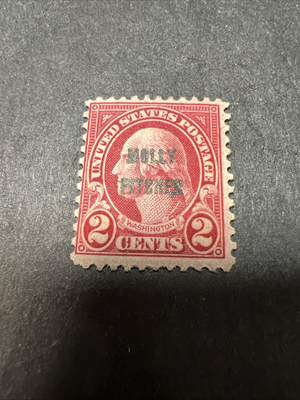 UNITED STATES POSTAGE
MOLLY
PITCHER
WASHINGTON
2 CENTS 2